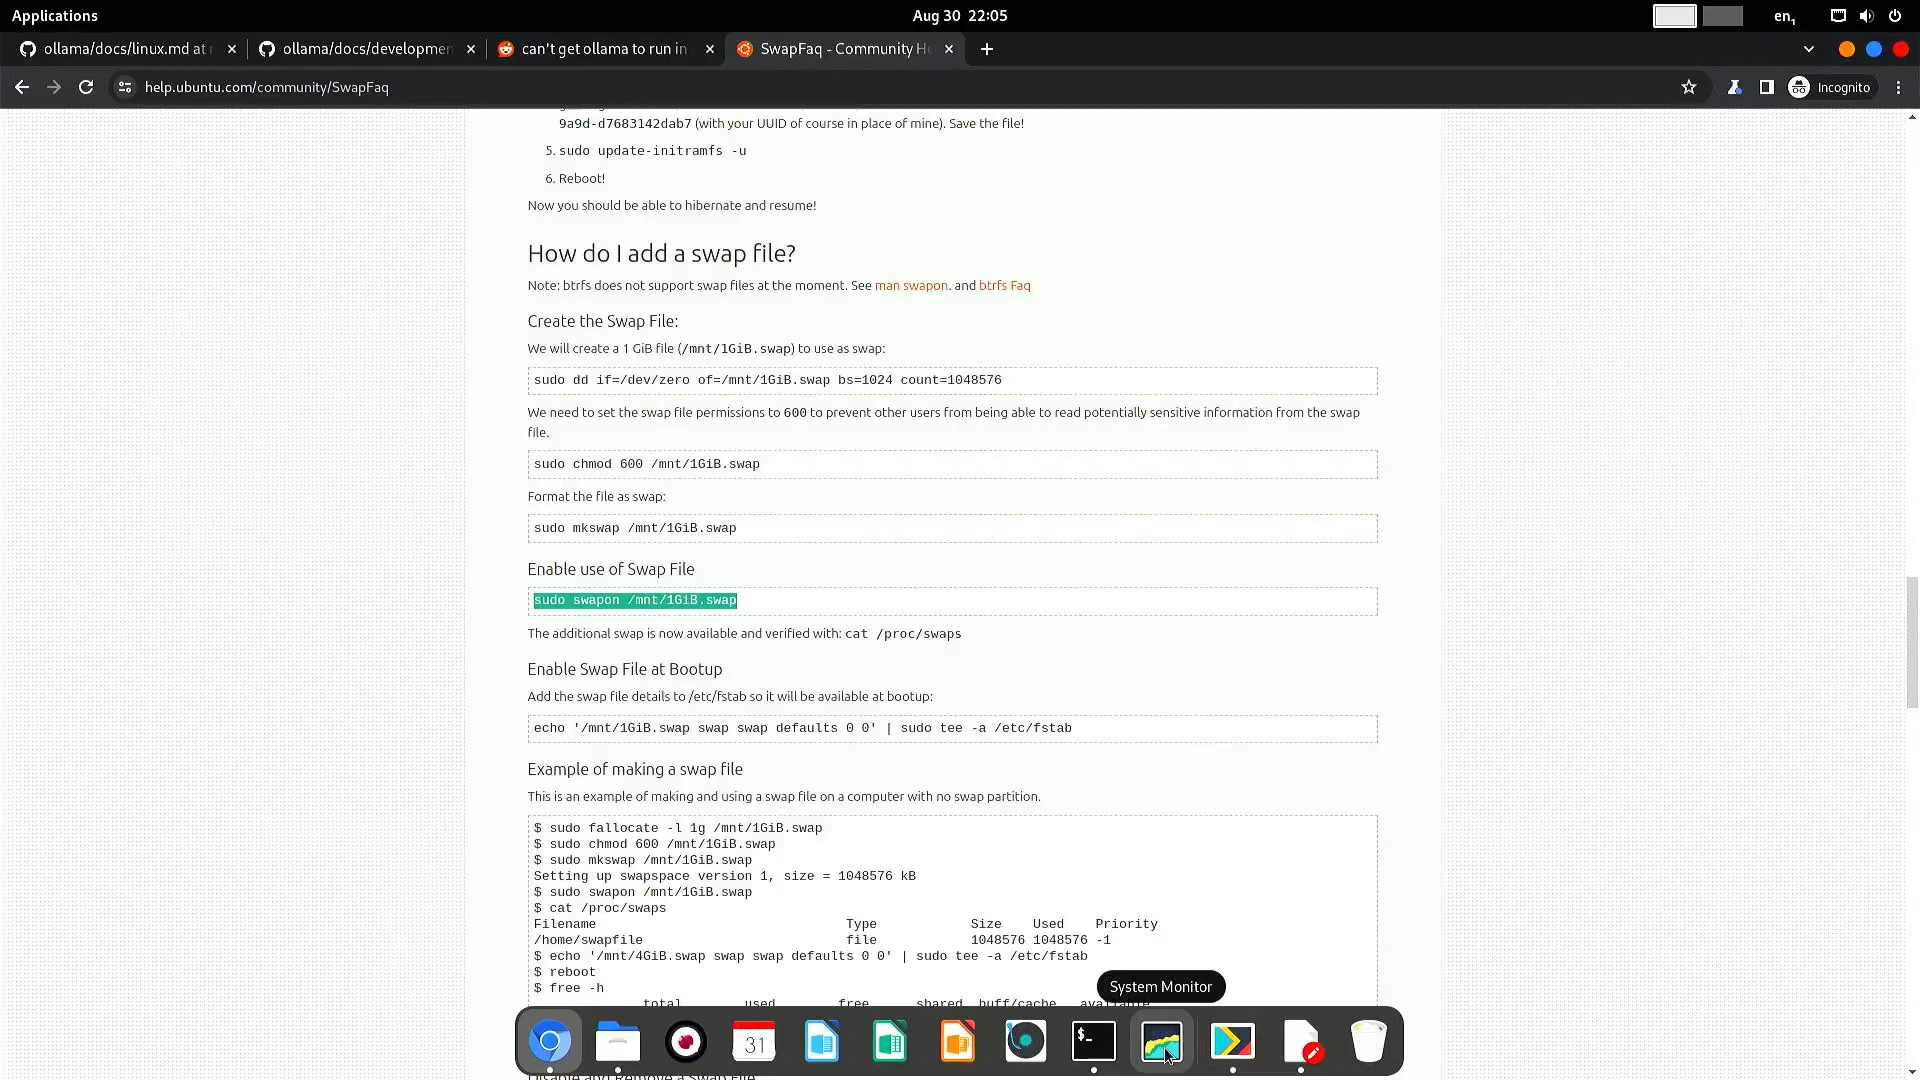 Applications
Aug 30 22:05
en1
ollama/docs/linux.md at
ollama/docs/developmen
can't get ollama to run in
SwapFaq - Community H
help.ubuntu.com/community/SwapFaq
Incognito
9a9d-d7683142dab7 (with your UUID of course in place of mine). Save the file!
5. sudo update-initramfs -u
6. Reboot!
Now you should be able to hibernate and resume!
How do I add a swap file?
Note: btrfs does not support swap files at the moment. See man swapon. and btrfs Faq
Create the Swap File:
We will create a 1 GiB file (/mnt/1GiB.swap) to use as swap:
sudo dd if=/dev/zero of=/mnt/1GiB.swap bs=1024 count=1048576
We need to set the swap file permissions to 600 to prevent other users from being able to read potentially sensitive information from the swap
file.
sudo chmod 600 /mnt/1GiB.swap
Format the file as swap:
sudo mkswap /mnt/1GiB.swap
Enable use of Swap File
sudo swapon /mnt/1GiB.swap
The additional swap is now available and verified with: cat /proc/swaps
Enable Swap File at Bootup
Add the swap file details to /etc/fstab so it will be available at bootup:
echo '/mnt/1GiB.swap swap swap defaults 0 0' | sudo tee -a /etc/fstab
Example of making a swap file
This is an example of making and using a swap file on a computer with no swap partition.
$ sudo fallocate -l 1g /mnt/1GiB.swap
$ sudo chmod 600 /mnt/1GiB.swap
$ sudo mkswap /mnt/1GiB.swap
Setting up swapspace version 1, size = 1048576 kB
$ sudo swapon /mnt/1GiB.swap
$ cat /proc/swaps
Filename Type Size Used Priority
/home/swapfile file 1048576 1048576 -1
$ echo '/mnt/4GiB.swap swap swap defaults 0 0' | sudo tee -a /etc/fstab
$ reboot
$ free -h
total used free shared buff/cache available
System Monitor
31
$_
Disable and Remove a Swap File